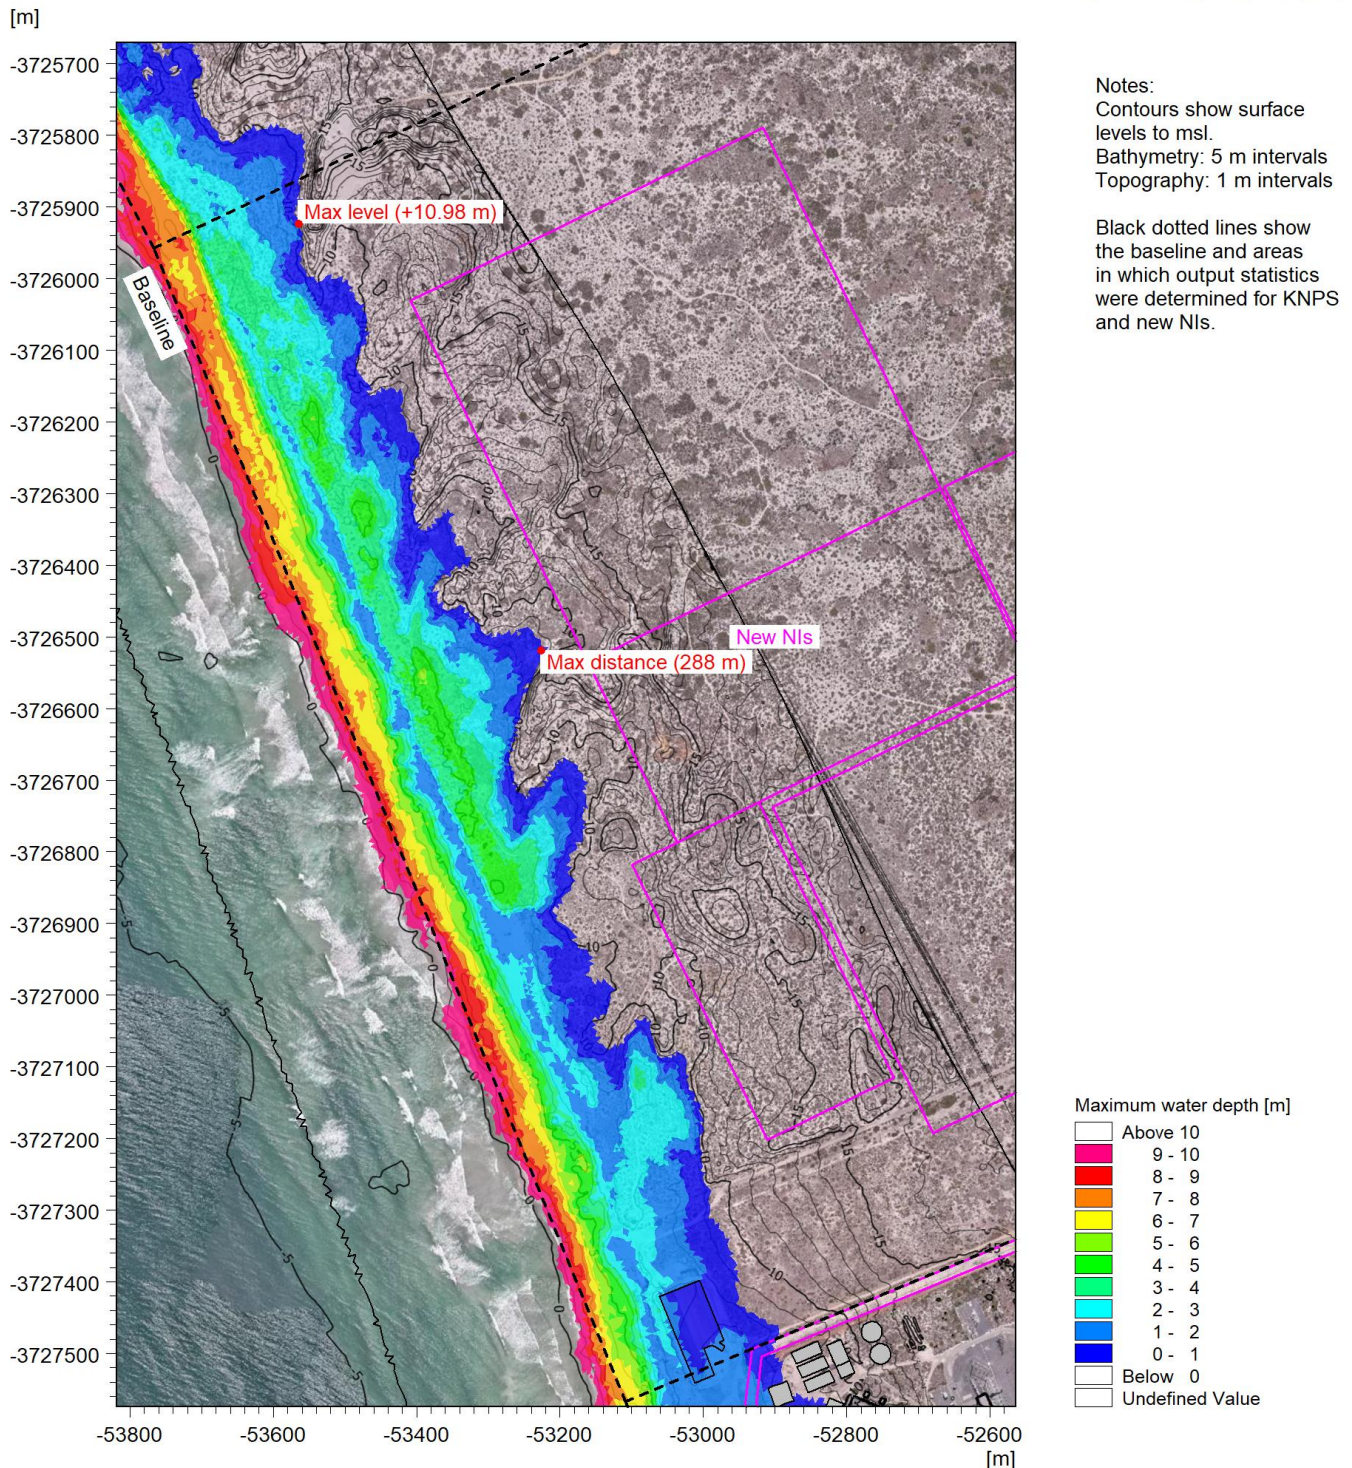 [m]
-3725700
-3725800
-3725900
-3726000
-3726100
-3726200
-3726300
-3726400
-3726500
-3726600
-3726700
-3726800
-3726900
-3727000
-3727100
-3727200
-3727300
-3727400
-3727500
Max level (+10.98 m)
Baseline
New NIs
Max distance (288 m)
-53800
-53600
-53400
-53200
-53000
-52800
-52600
[m]
Notes:
Contours show surface
levels to msl.
Bathymetry: 5 m intervals
Topography: 1 m intervals
Black dotted lines show
the baseline and areas
in which output statistics
were determined for KNPS
and new NIs.
Maximum water depth [m]
Above 10
9 - 10
8 - 9
7 - 8
6 - 7
5 - 6
4 - 5
3 - 4
2 - 3
1 - 2
0 - 1
Below 0
Undefined Value